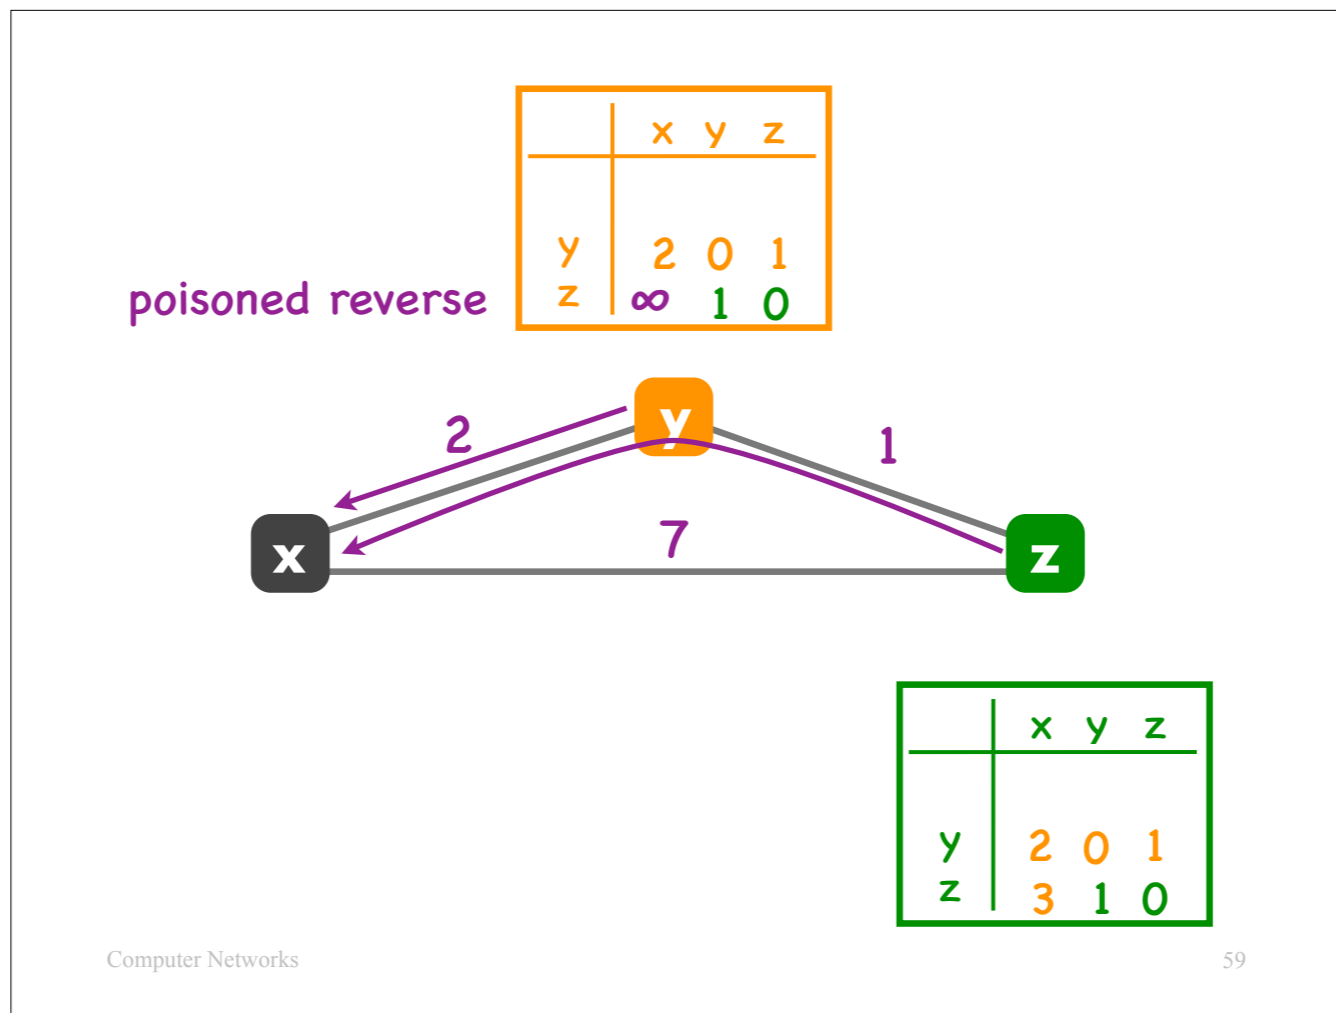 x y z
y 2 0 1
poisoned reverse
z ∞ 1 0
y
2
1
7
x
z
x y z
y 2 0 1
z 3 1 0
Computer Networks
59